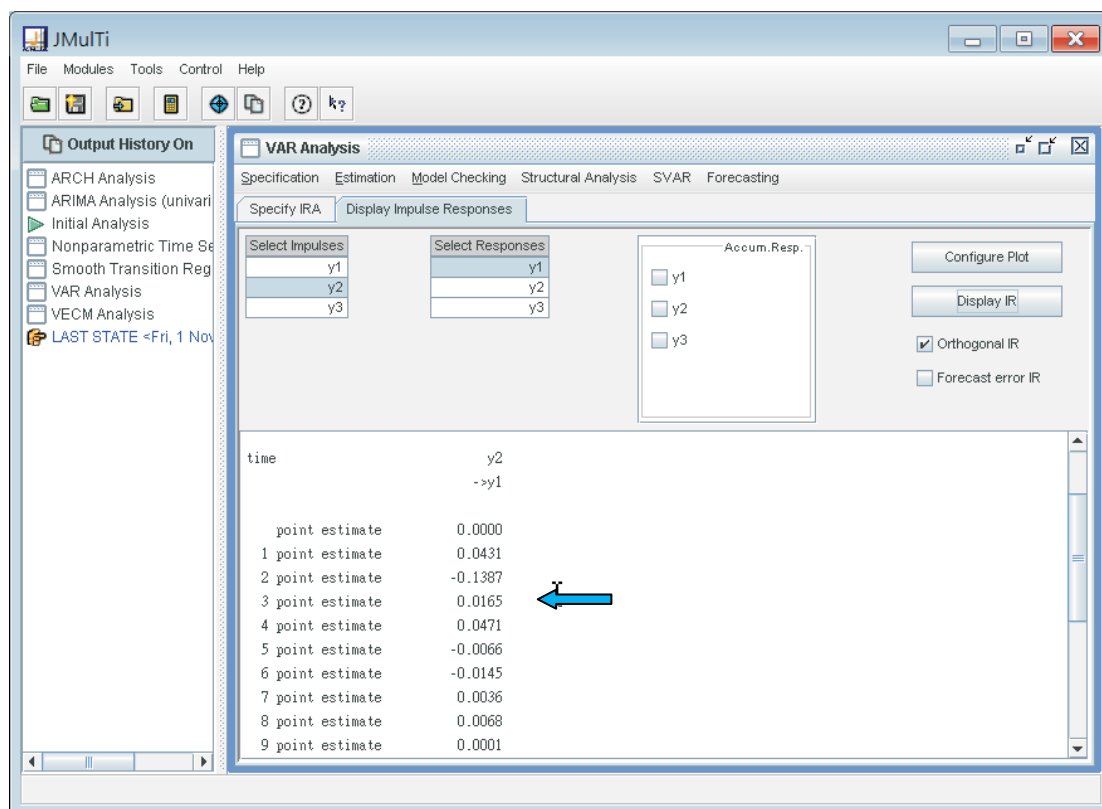 JMulTi
File Modules Tools Control Help
Output History On
ARCH Analysis
ARIMA Analysis (univari
Initial Analysis
Nonparametric Time Se
Smooth Transition Reg
VAR Analysis
VECM Analysis
LAST STATE <Fri, 1 Nov
VAR Analysis
Specification Estimation Model Checking Structural Analysis SVAR Forecasting
Specify IRA Display Impulse Responses
Select Impulses
y1
y2
y3
Select Responses
y1
y2
y3
Accum.Resp.
y1
y2
y3
Configure Plot
Display IR
Orthogonal IR
Forecast error IR
time y2
->y1
point estimate 0.0000
1 point estimate 0.0431
2 point estimate -0.1387
3 point estimate 0.0165
4 point estimate 0.0471
5 point estimate -0.0066
6 point estimate -0.0145
7 point estimate 0.0036
8 point estimate 0.0068
9 point estimate 0.0001